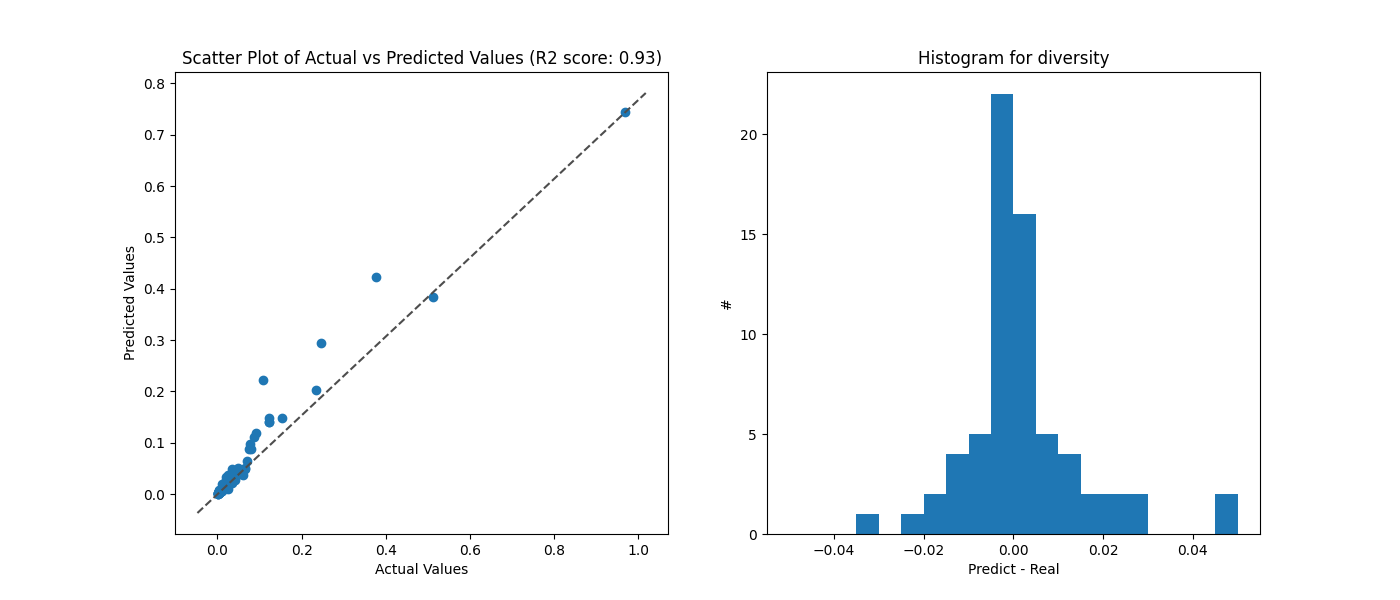 Scatter Plot of Actual vs Predicted Values (R2 score: 0.93)
0.8
0.7
0.6
0.5
0.4
0.3
0.2
0.1
0.0
Predicted Values
0.0 0.2 0.4 0.6 0.8 1.0
Actual Values
Histogram for diversity
20
15
10
5
0
#
−0.04 −0.02 0.00 0.02 0.04
Predict - Real